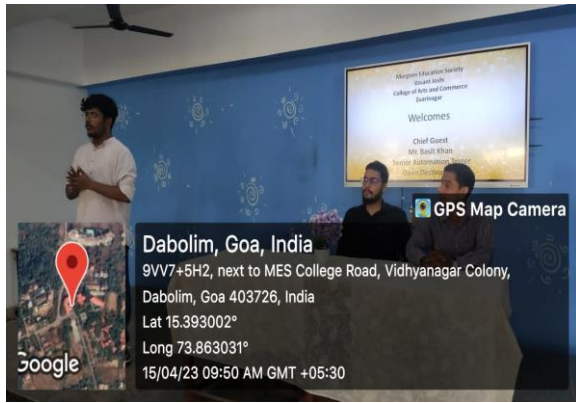 Murgaon Education Society
Vasant Joshi
College of Arts and Commerce
Zuarinagar
Welcomes
Chief Guest
Mr. Basit Khan
Senior Automation Tester
GPS Map Camera
Dabolim, Goa, India
9VV7+5H2, next to MES College Road, Vidhyanagar Colony,
Dabolim, Goa 403726, India
Lat 15.393002°
Long 73.863031°
15/04/23 09:50 AM GMT +05:30
Google